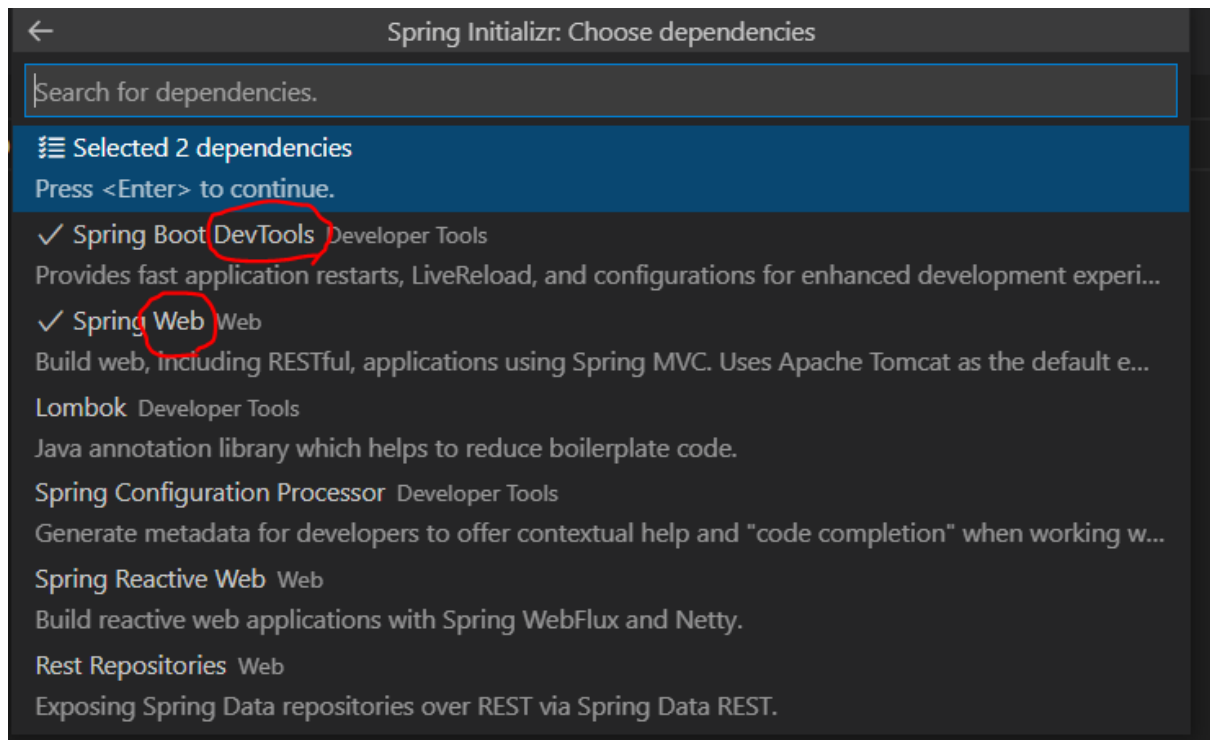 Spring Initializr: Choose dependencies
Search for dependencies.
Selected 2 dependencies
Press <Enter> to continue.
Spring Boot DevTools Developer Tools
Provides fast application restarts, LiveReload, and configurations for enhanced development experi...
Spring Web Web
Build web, including RESTful, applications using Spring MVC. Uses Apache Tomcat as the default e...
Lombok Developer Tools
Java annotation library which helps to reduce boilerplate code.
Spring Configuration Processor Developer Tools
Generate metadata for developers to offer contextual help and "code completion" when working w...
Spring Reactive Web Web
Build reactive web applications with Spring WebFlux and Netty.
Rest Repositories Web
Exposing Spring Data repositories over REST via Spring Data REST.